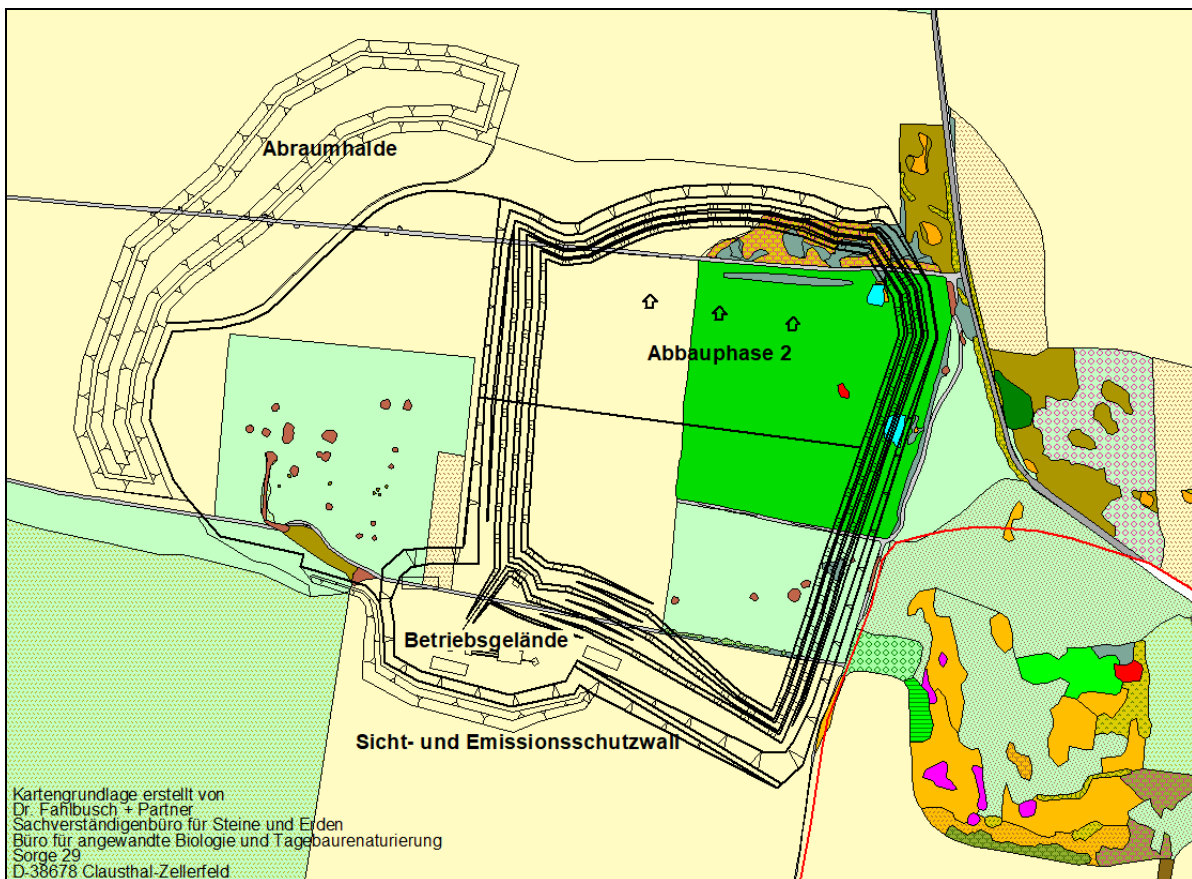 Abraumhalde
Abbauphase 2
Betriebsgelände
Sicht- und Emissionsschutzwall
Kartengrundlage erstellt von
Dr. Fahlbusch + Partner
Sachverständigenbüro für Steine und Erden
Büro für angewandte Biologie und Tagebaurenaturierung
Sorge 29
D-38678 Clausthal-Zellerfeld